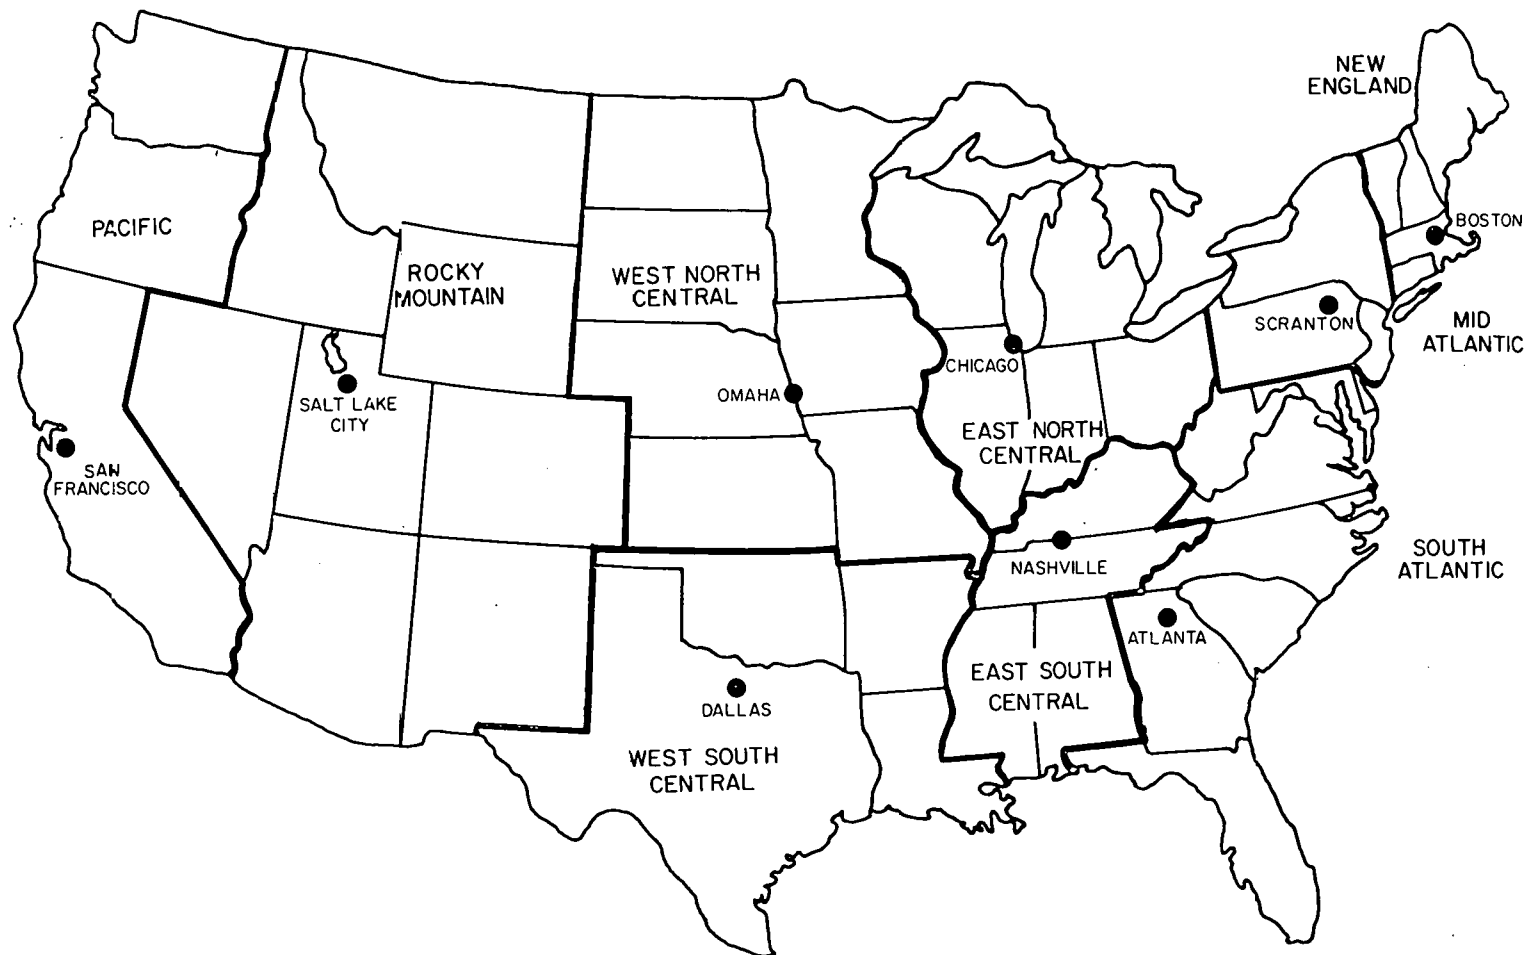 NEW
ENGLAND
BOSTON
PACIFIC
ROCKY
MOUNTAIN
WEST NORTH
CENTRAL
SCRANTON
MID
ATLANTIC
CHICAGO
OMAHA
SALT LAKE
CITY
EAST NORTH
CENTRAL
SAN
FRANCISCO
SOUTH
ATLANTIC
NASHVILLE
ATLANTA
EAST SOUTH
CENTRAL
DALLAS
WEST SOUTH
CENTRAL